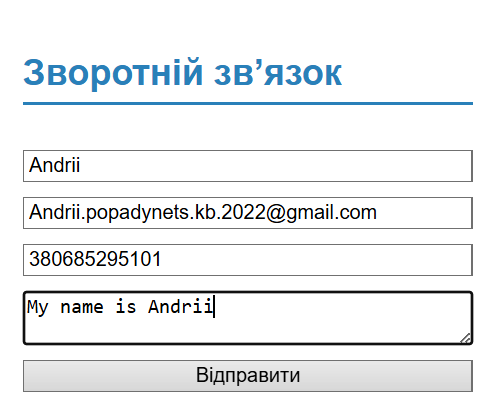 Зворотній зв’язок
Andrii
Andrii.popadynets.kb.2022@gmail.com
380685295101
My name is Andrii
Відправити